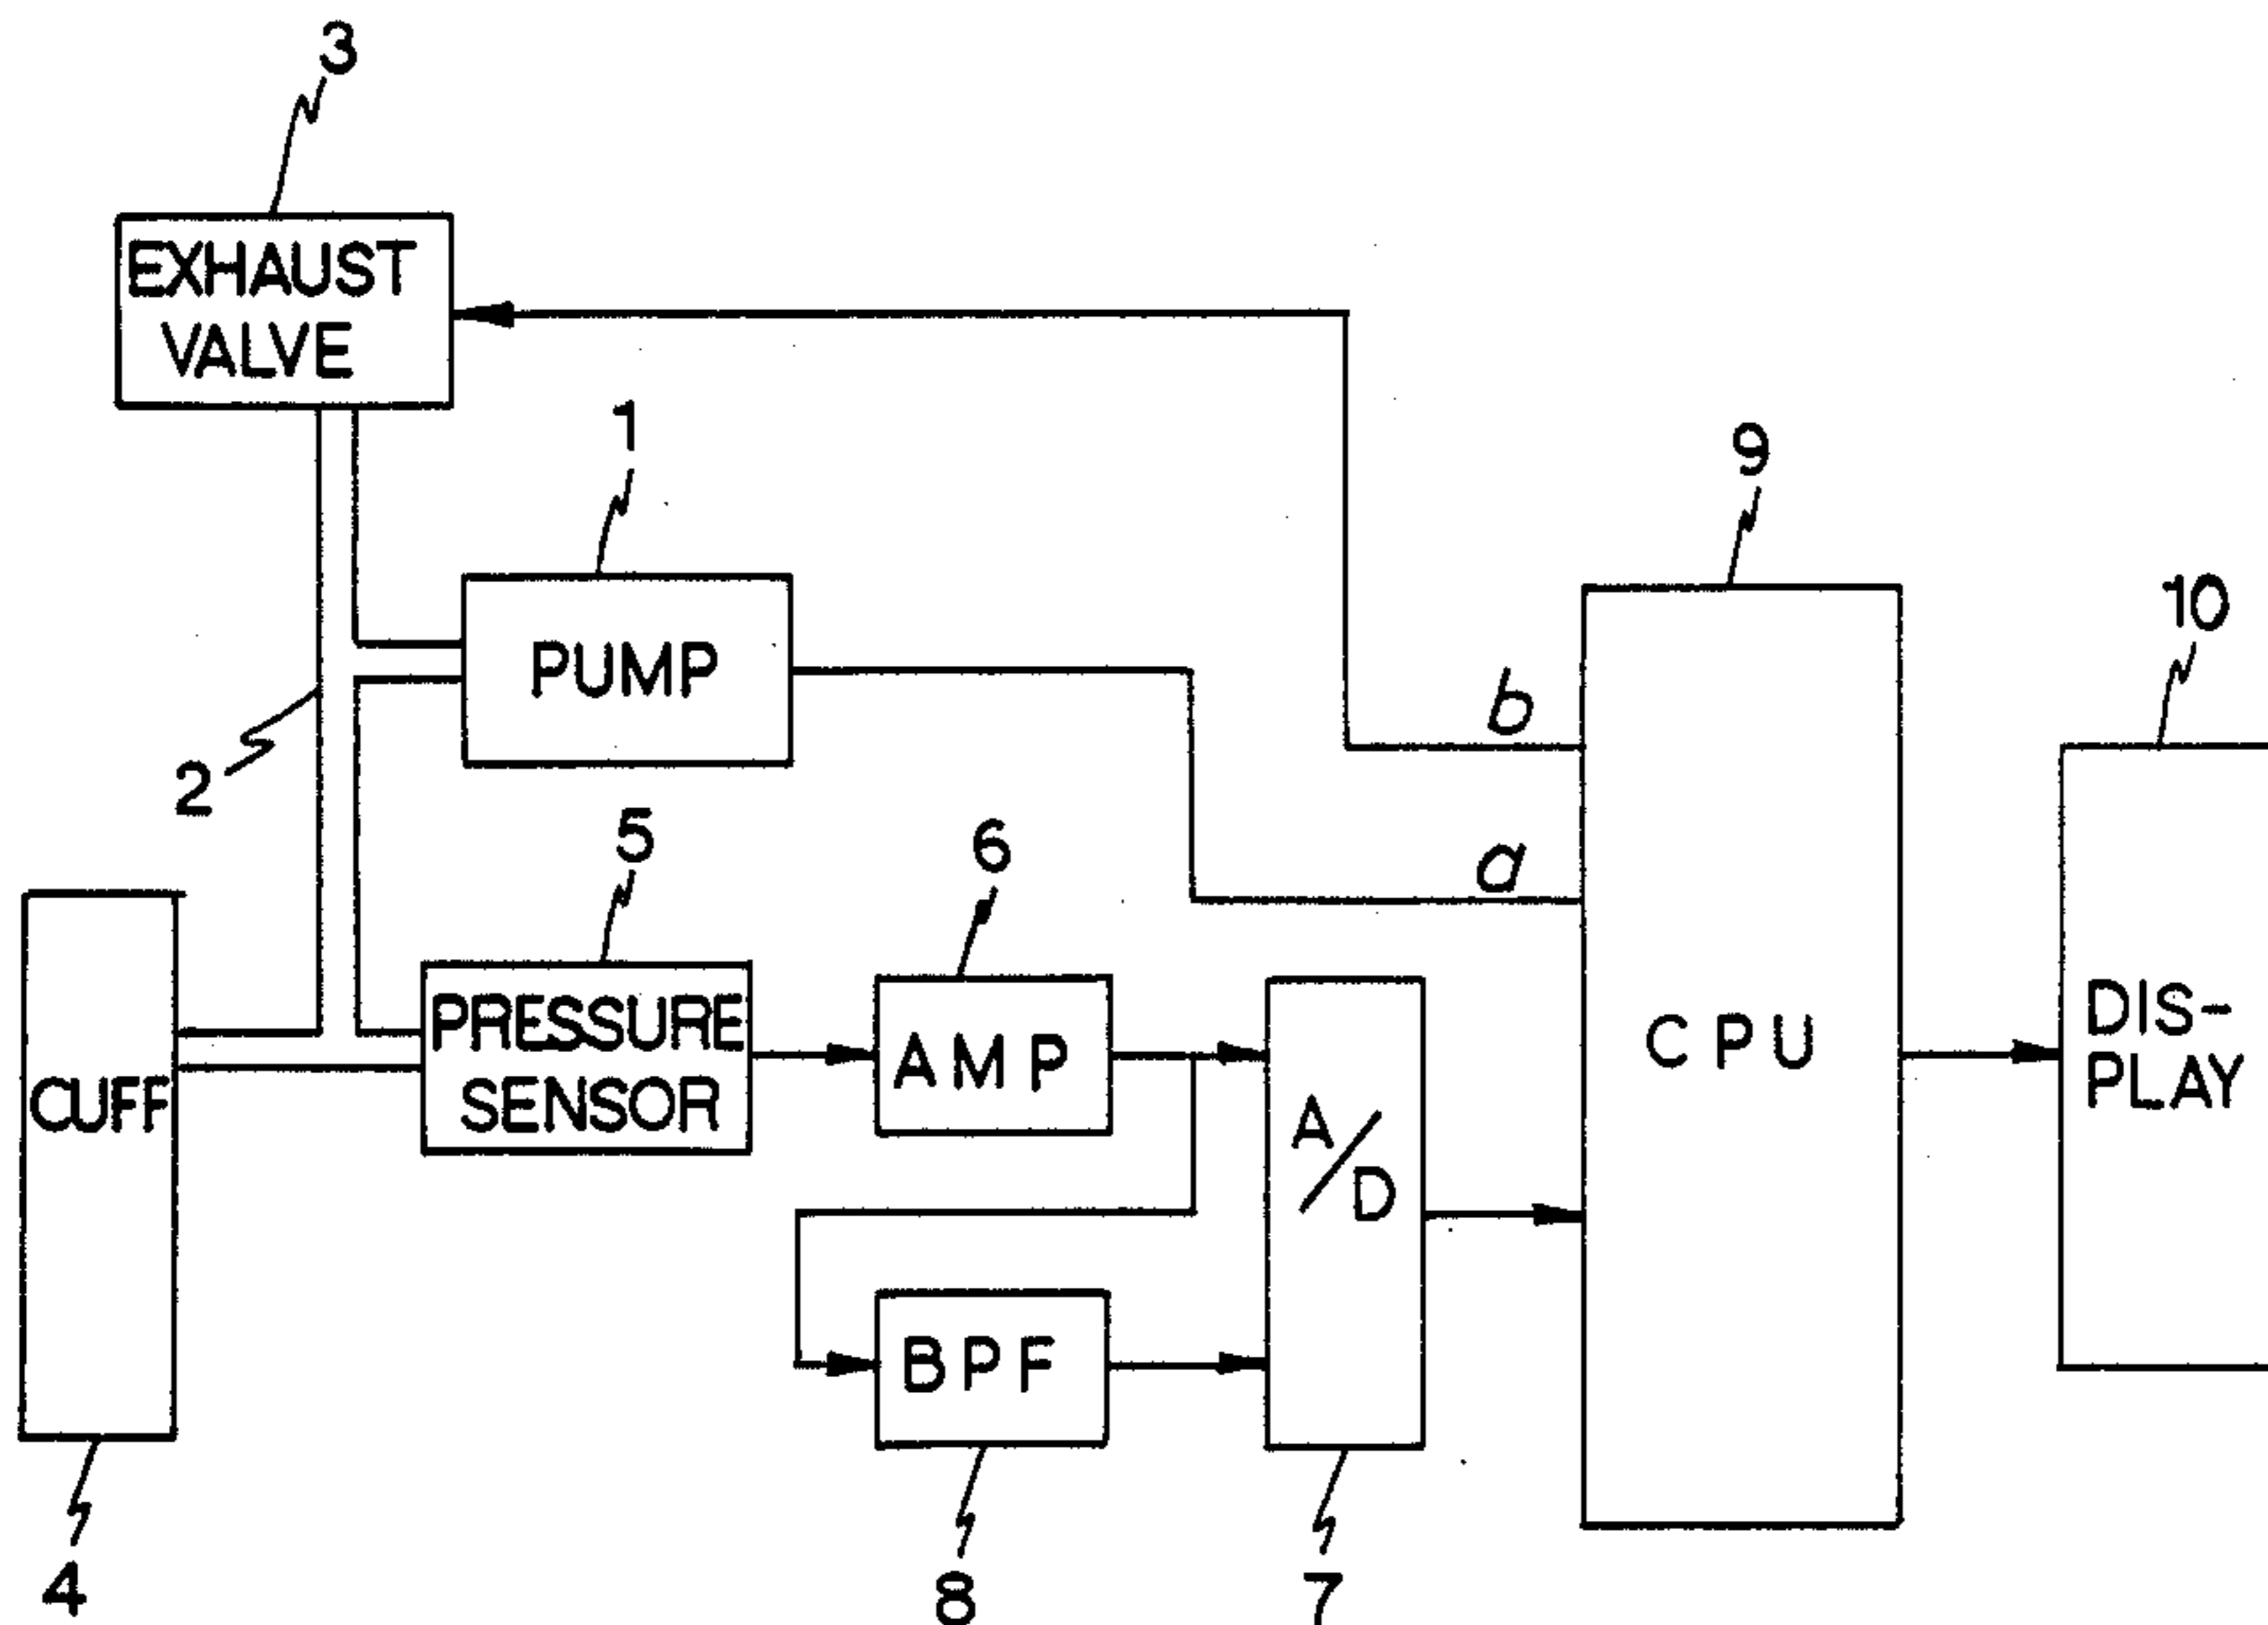 3
EXHAUST
VALVE
1
9
10
PUMP
b
2
5
6
a
PRESSURE
SENSOR
AMP
CPU
DIS-
PLAY
CUFF
A/D
BPF
4
8
7